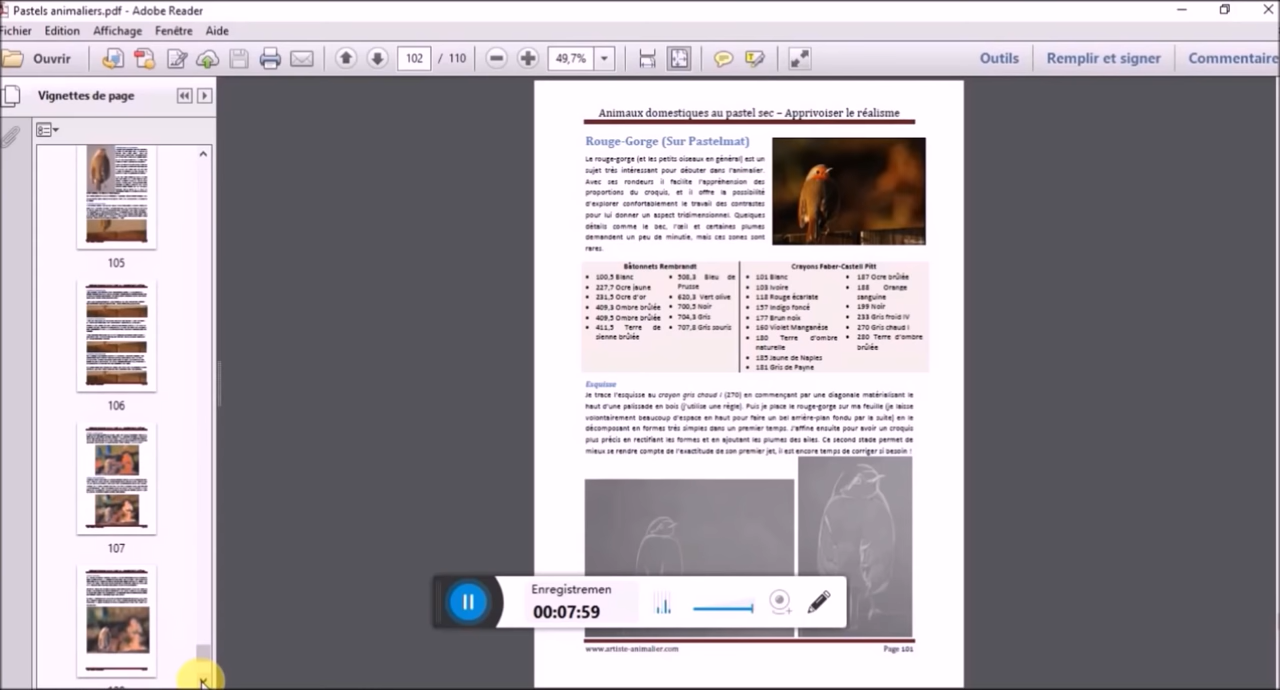 Pastels animaliers.pdf - Adobe Reader
Fichier Edition Affichage Fenêtre Aide
Ouvrir 102 / 110 49,7% Outils Remplir et signer Commentaire
Vignettes de page
105
106
107
Animaux domestiques au pastel sec – Apprivoiser le réalisme
Rouge-Gorge (Sur Pastelmat)
Le rouge-gorge (et les petits oiseaux en général) est un
sujet très intéressant pour débuter dans l'animalier.
Avec ses rondeurs il facilite l'appréhension des
proportions du croquis, et il offre la possibilité
d'explorer confortablement le travail des contrastes
pour lui donner un aspect tridimensionnel. Quelques
détails comme le bec, l'œil et certaines plumes
demandent un peu de minutie, mais ces zones sont
rares.
Bâtonnets Rembrandt
100,5 Blanc
227,7 Ocre jaune
231,5 Ocre d'or
409,3 Ombre brûlée
409,5 Ombre brûlée
411,5 Terre de
sienne brûlée
508,3 Bleu de
Prusse
620,3 Vert olive
700,5 Noir
704,3 Gris
707,8 Gris souris
Crayons Faber-Castell Pitt
101 Blanc
103 Ivoire
118 Rouge écarlate
157 Indigo foncé
177 Brun noix
160 Violet Manganèse
180 Terre d'ombre
naturelle
185 Jaune de Naples
181 Gris de Payne
187 Ocre brûlée
188 Orange
sanguine
199 Noir
233 Gris froid IV
270 Gris chaud I
280 Terre d'ombre
brûlée
Esquisse
Je trace l'esquisse au crayon gris chaud I (270) en commençant par une diagonale matérialisant le
haut d'une palissade en bois (j'utilise une règle). Puis je place le rouge-gorge sur ma feuille (je laisse
volontairement beaucoup d'espace en haut pour faire un bel arrière-plan fondu par la suite) en le
décomposant en formes très simples dans un premier temps. J'affine ensuite pour avoir un croquis
plus précis en rectifiant les formes et en ajoutant les plumes des ailes. Ce second stade permet de
mieux se rendre compte de l'exactitude de son premier jet, il est encore temps de corriger si besoin !
Enregistremen
00:07:59
www.artiste-animalier.com Page 101